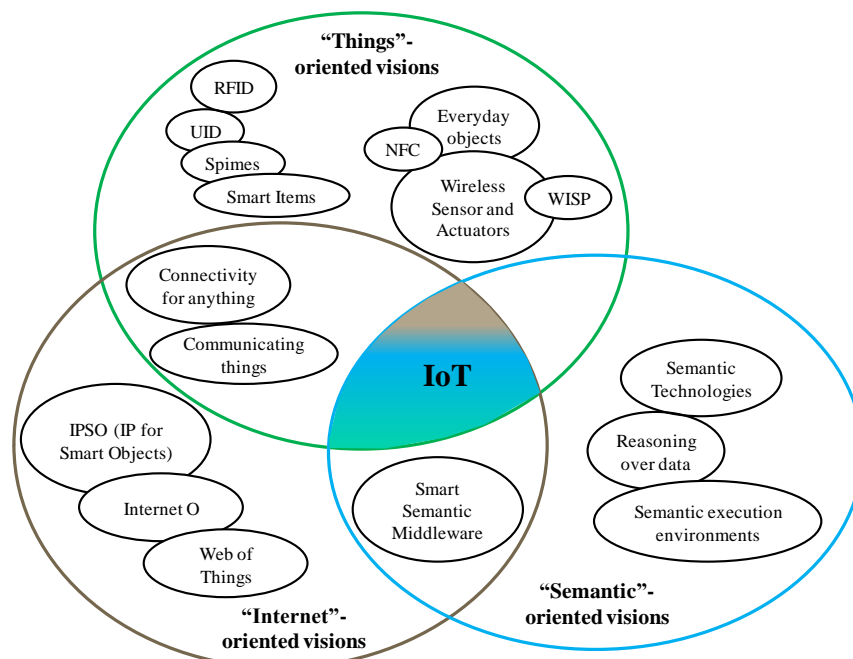 “Things”-
oriented visions
RFID
UID
Spimes
Smart Items
Everyday
objects
NFC
Wireless
Sensor and
Actuators
WISP
Connectivity
for anything
Communicating
things
IoT
Semantic
Technologies
Reasoning
over data
Semantic execution
environments
IPSO (IP for
Smart Objects)
Internet O
Web of
Things
Smart
Semantic
Middleware
“Internet”-
oriented visions
“Semantic”-
oriented visions